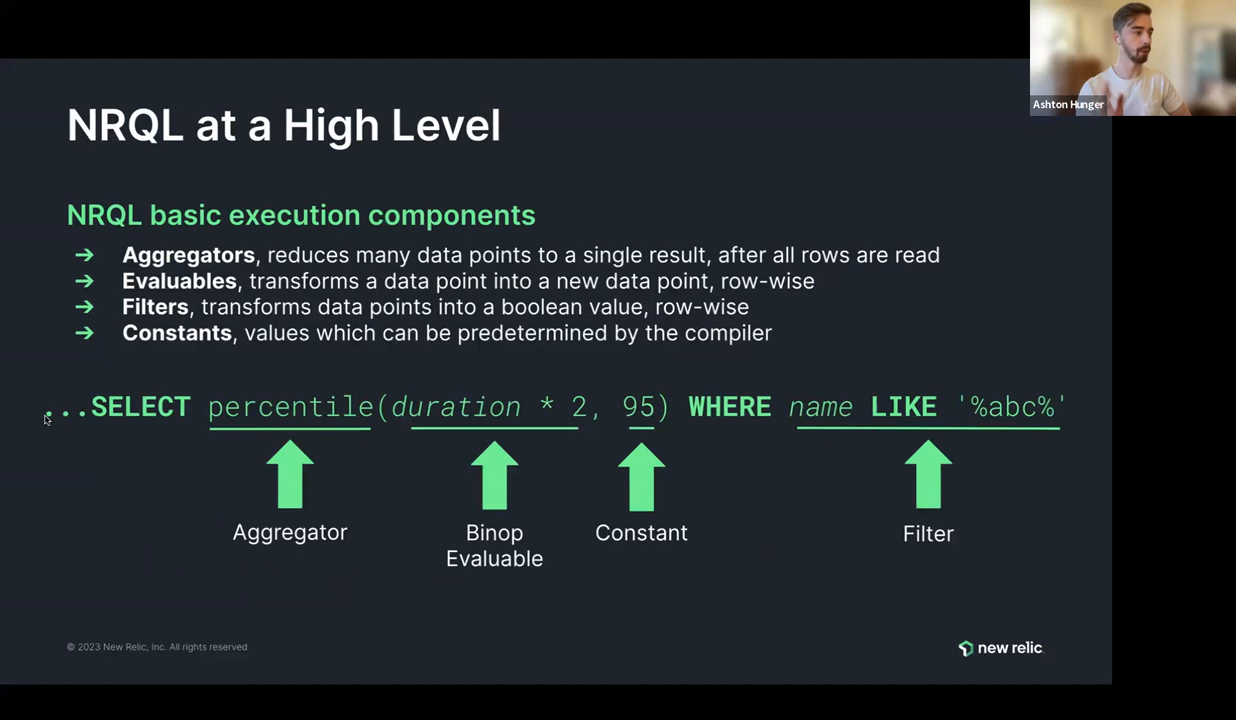 Ashton Hunger
NRQL at a High Level
NRQL basic execution components
➔ Aggregators, reduces many data points to a single result, after all rows are read
➔ Evaluables, transforms a data point into a new data point, row-wise
➔ Filters, transforms data points into a boolean value, row-wise
➔ Constants, values which can be predetermined by the compiler
...SELECT percentile(duration * 2, 95) WHERE name LIKE '%abc%'
Aggregator
Binop
Evaluable
Constant
Filter
© 2023 New Relic, Inc. All rights reserved.
new relic